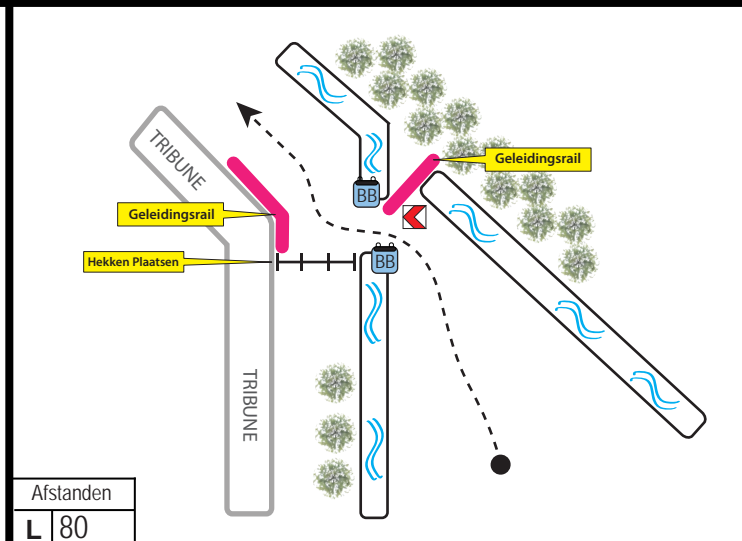 TRIBUNE
Geleidingsrail
BB
Geleidingsrail
Hekken Plaatsen
BB
TRIBUNE
Afstanden
L 80